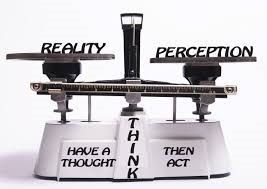 REALITY
PERCEPTION
THINK
HAVE A
THOUGHT
THEN
ACT